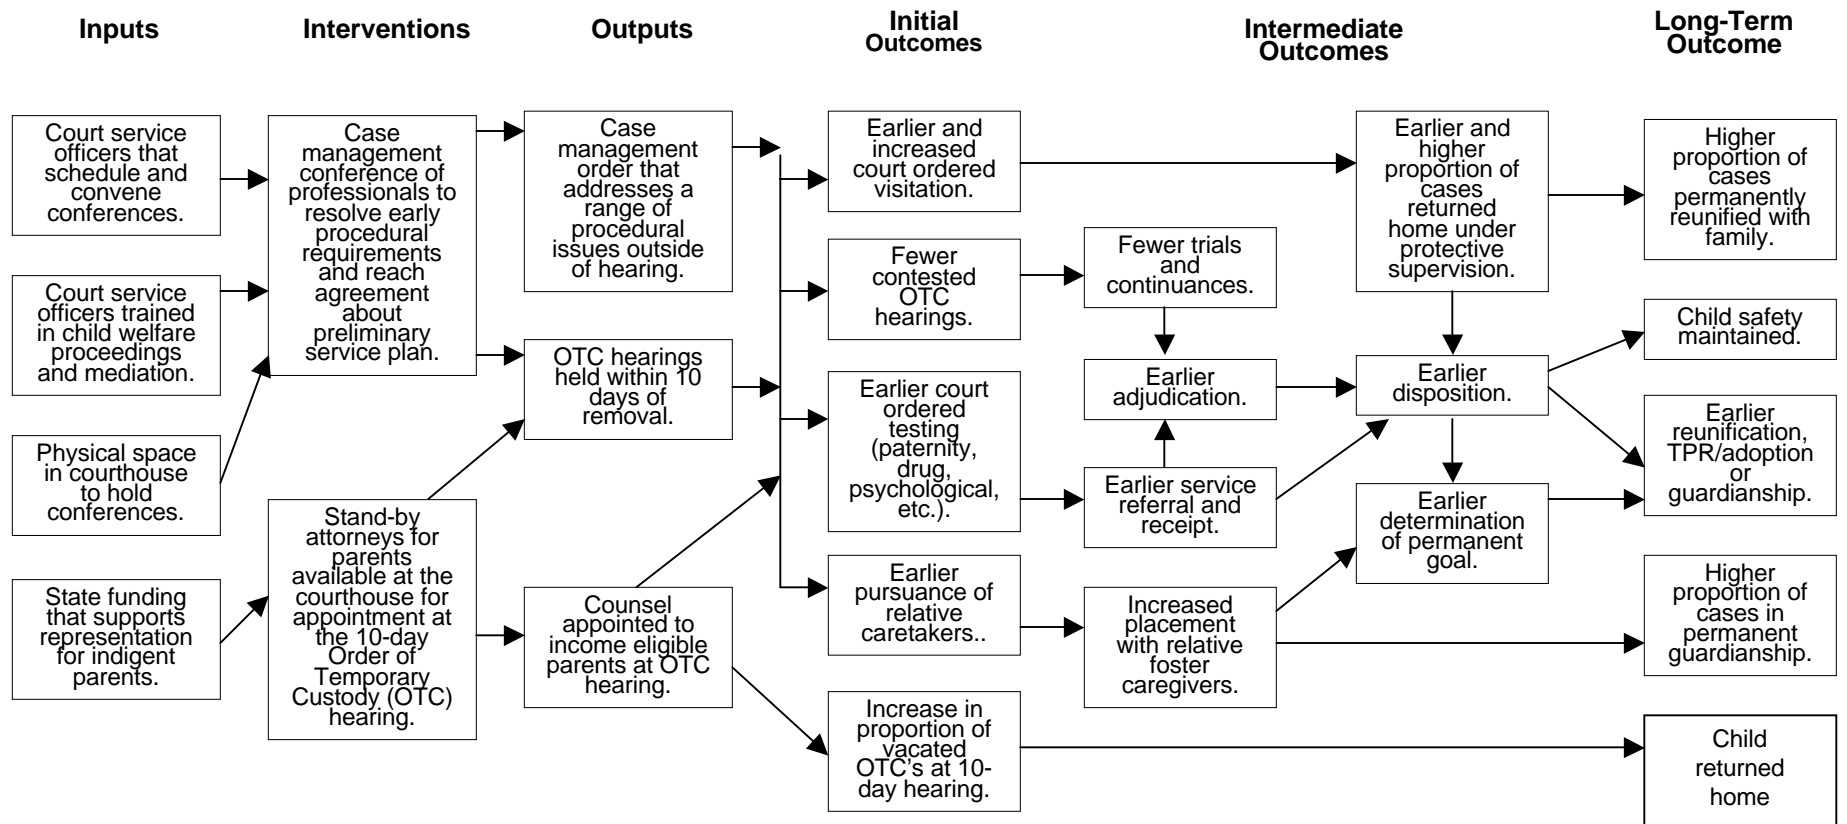 Inputs
Interventions
Outputs
Initial
Outcomes
Intermediate
Outcomes
Long-Term
Outcome
Court service
officers that
schedule and
convene
conferences.
Court service
officers trained
in child welfare
proceedings
and mediation.
Physical space
in courthouse
to hold
conferences.
State funding
that supports
representation
for indigent
parents.
Case
management
conference of
professionals to
resolve early
procedural
requirements
and reach
agreement
about
preliminary
service plan.
Stand-by
attorneys for
parents
available at the
courthouse for
appointment at
the 10-day
Order of
Temporary
Custody (OTC)
hearing.
Case
management
order that
addresses a
range of
procedural
issues outside
of hearing.
OTC hearings
held within 10
days of
removal.
Counsel
appointed to
income eligible
parents at OTC
hearing.
Earlier and
increased
court ordered
visitation.
Fewer
contested
OTC
hearings.
Earlier court
ordered
testing
(paternity,
drug,
psychological,
etc.).
Earlier
pursuance of
relative
caretakers..
Increase in
proportion of
vacated
OTC's at 10-
day hearing.
Fewer trials
and
continuances.
Earlier
adjudication.
Earlier service
referral and
receipt.
Increased
placement
with relative
foster
caregivers.
Earlier and
higher
proportion of
cases
returned
home under
protective
supervision.
Earlier
disposition.
Earlier
determination
of permanent
goal.
Higher
proportion of
cases
permanently
reunified with
family.
Child safety
maintained.
Earlier
reunification,
TPR/adoption
or
guardianship.
Higher
proportion of
cases in
permanent
guardianship.
Child
returned
home